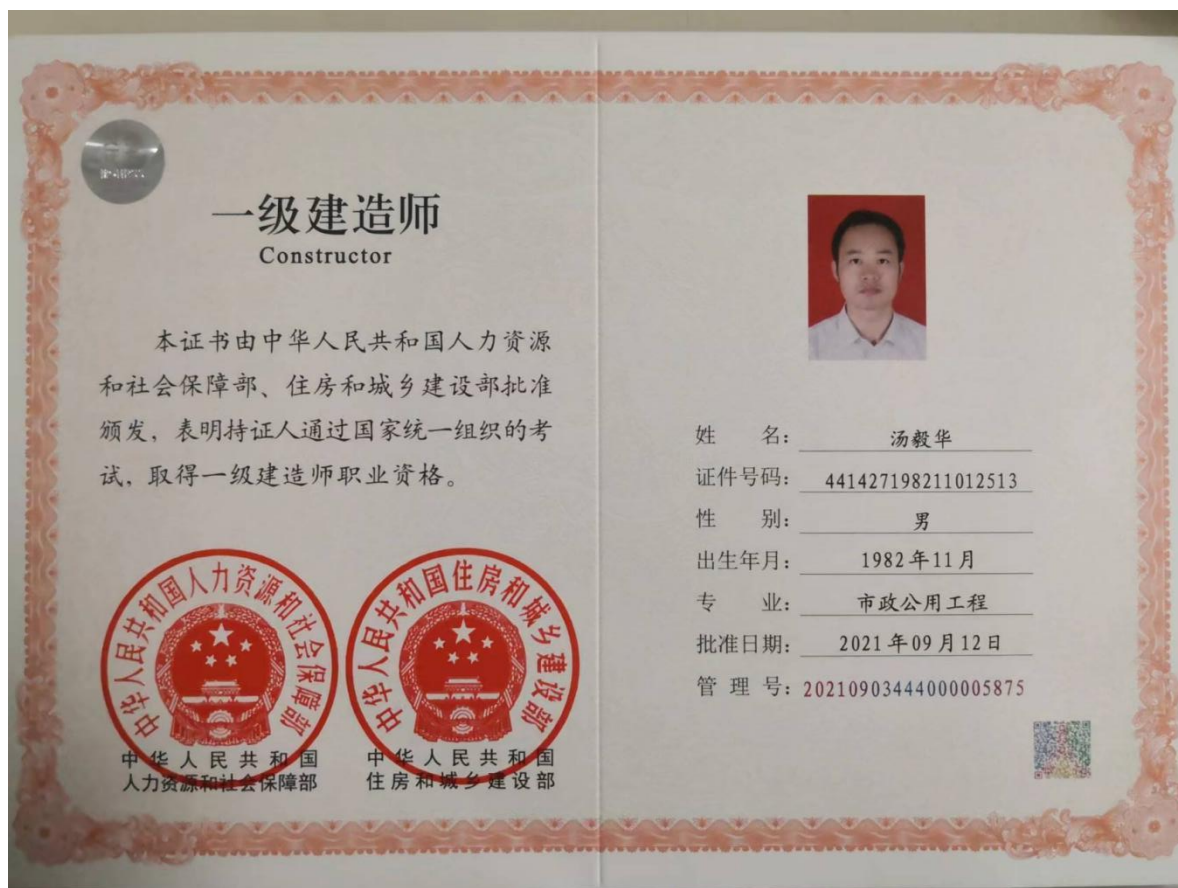 一级建造师
Constructor
本证书由中华人民共和国人力资源
和社会保障部、住房和城乡建设部批准
颁发，表明持证人通过国家统一组织的考
试，取得一级建造师职业资格。
中华人民共和国人力资源和社会保障部
中华人民共和国住房和城乡建设部
中华人民共和国
人力资源和社会保障部
中华人民共和国
住房和城乡建设部
姓 名： 汤毅华
证件号码： 441427198211012513
性 别： 男
出生年月： 1982年11月
专 业： 市政公用工程
批准日期： 2021年09月12日
管 理 号： 20210903444000005875